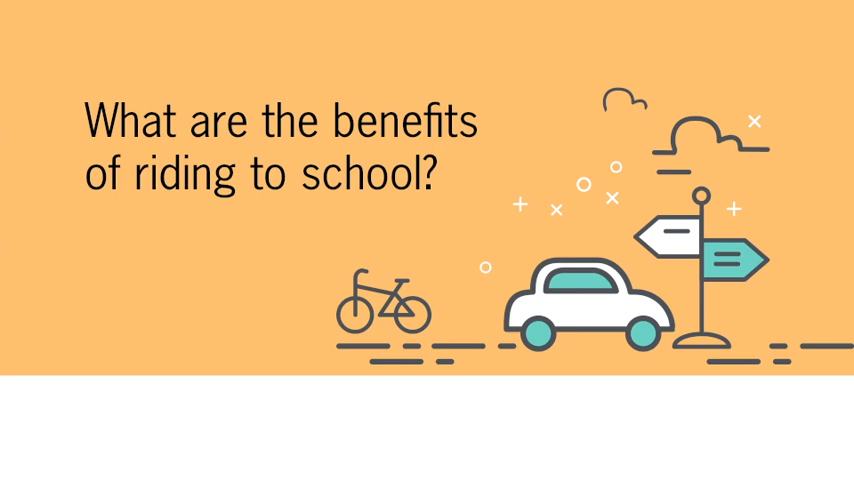 What are the benefits
of riding to school?